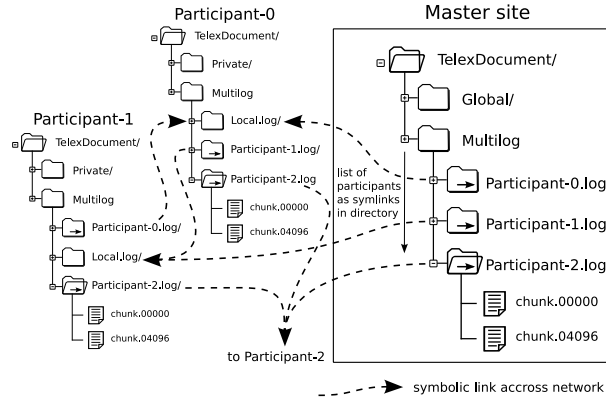 Participant-0
TelexDocument/
Private/
Multilog
Local.log/
Participant-1.log/
Participant-2.log/
chunk.00000
chunk.04096
Participant-1
TelexDocument/
Private/
Multilog
Participant-0.log/
Local.log/
Participant-2.log/
chunk.00000
chunk.04096
to Participant-2
Master site
TelexDocument/
Global/
Multilog
list of
participants
as symlinks
in directory
Participant-0.log
Participant-1.log
Participant-2.log
chunk.00000
chunk.04096
symbolic link accross network